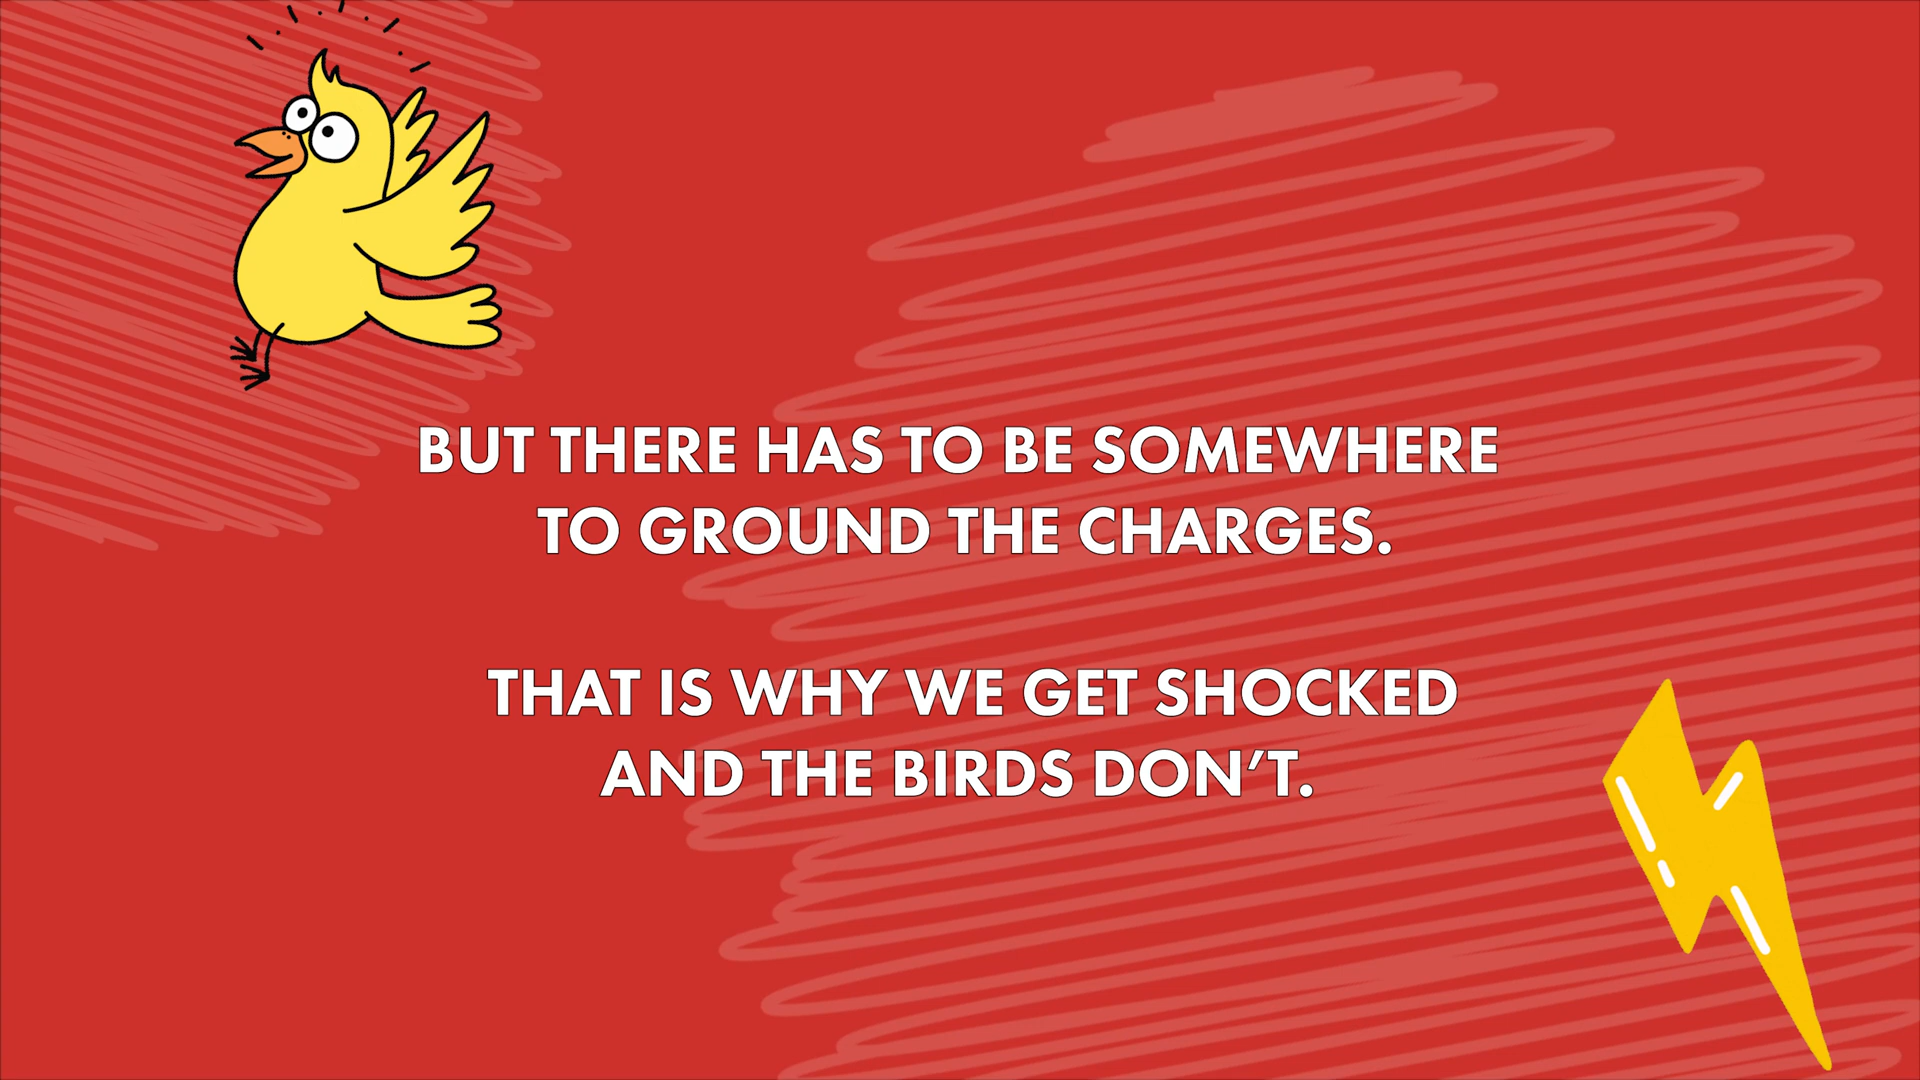 BUT THERE HAS TO BE SOMEWHERE
TO GROUND THE CHARGES.
THAT IS WHY WE GET SHOCKED
AND THE BIRDS DON’T.